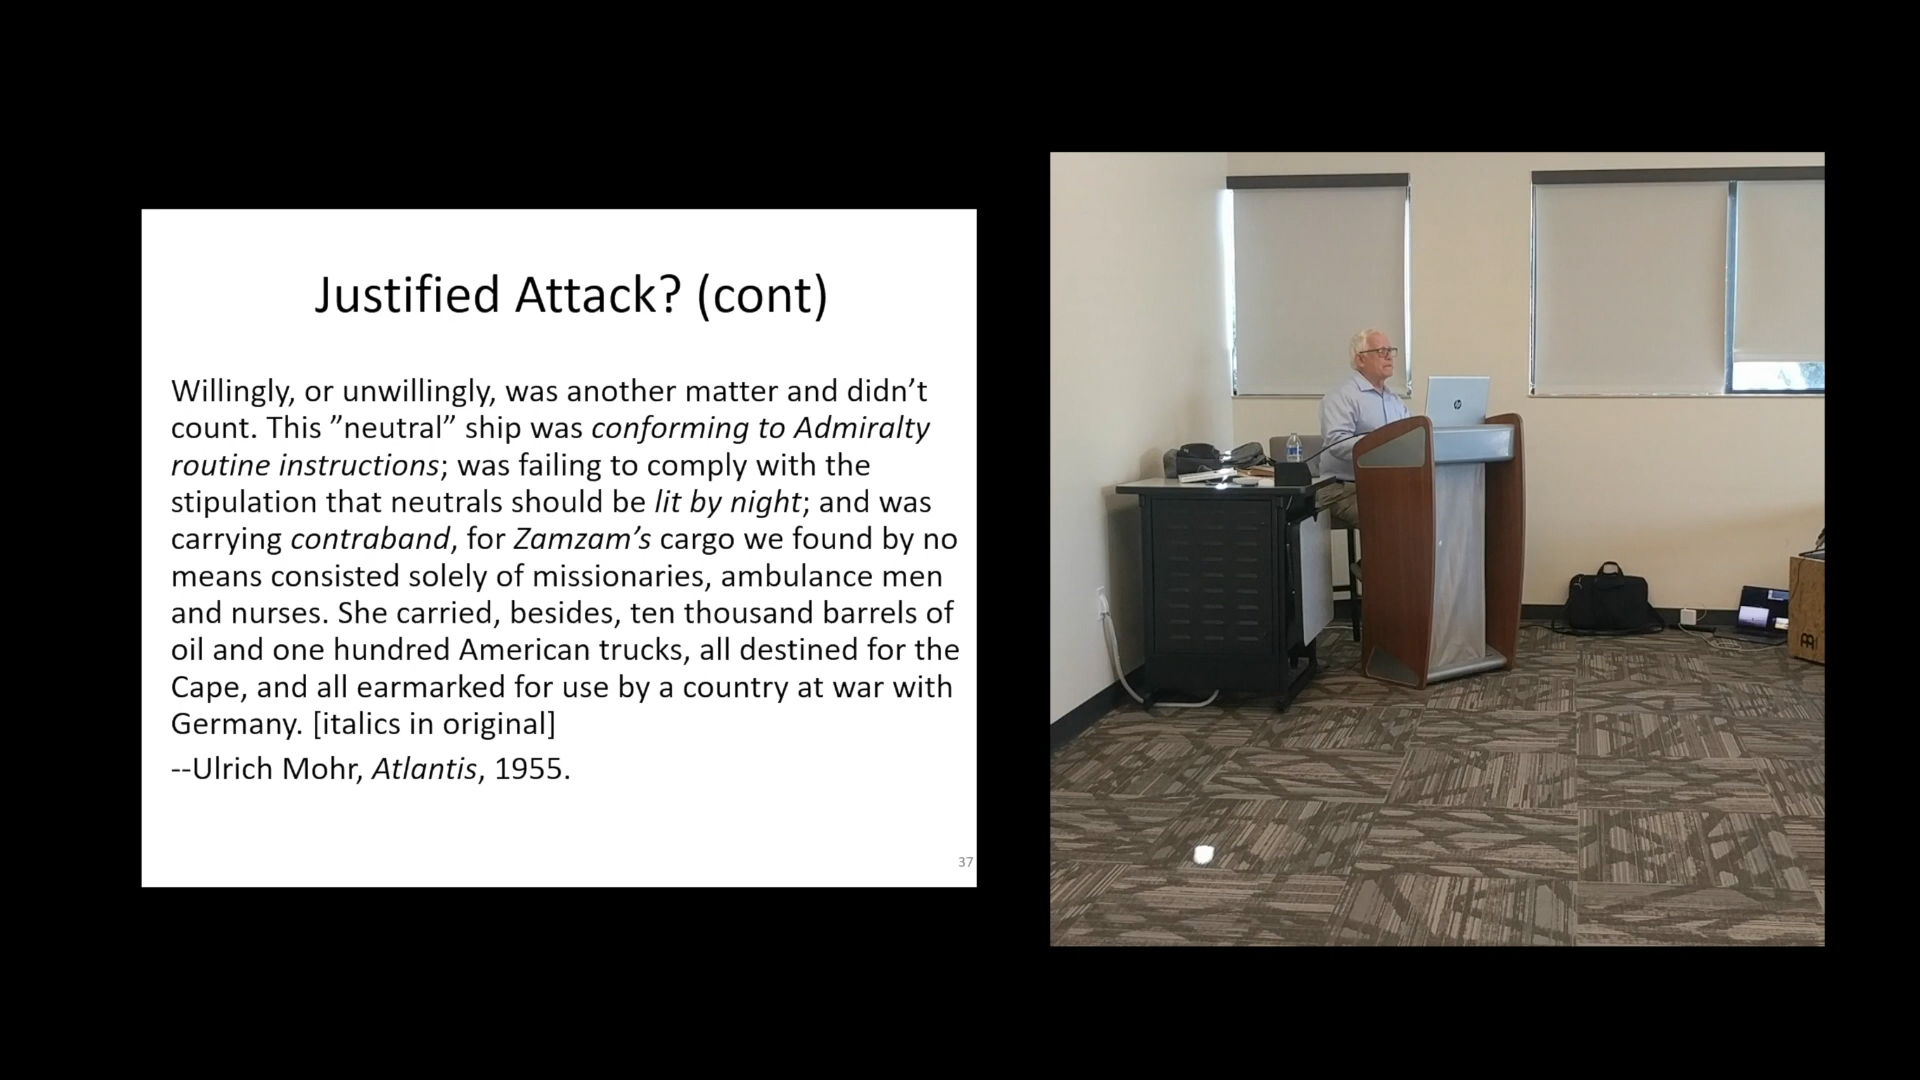 Justified Attack? (cont)
Willingly, or unwillingly, was another matter and didn’t
count. This ”neutral” ship was conforming to Admiralty
routine instructions; was failing to comply with the
stipulation that neutrals should be lit by night; and was
carrying contraband, for Zamzam’s cargo we found by no
means consisted solely of missionaries, ambulance men
and nurses. She carried, besides, ten thousand barrels of
oil and one hundred American trucks, all destined for the
Cape, and all earmarked for use by a country at war with
Germany. [italics in original]
--Ulrich Mohr, Atlantis, 1955.
37
hp